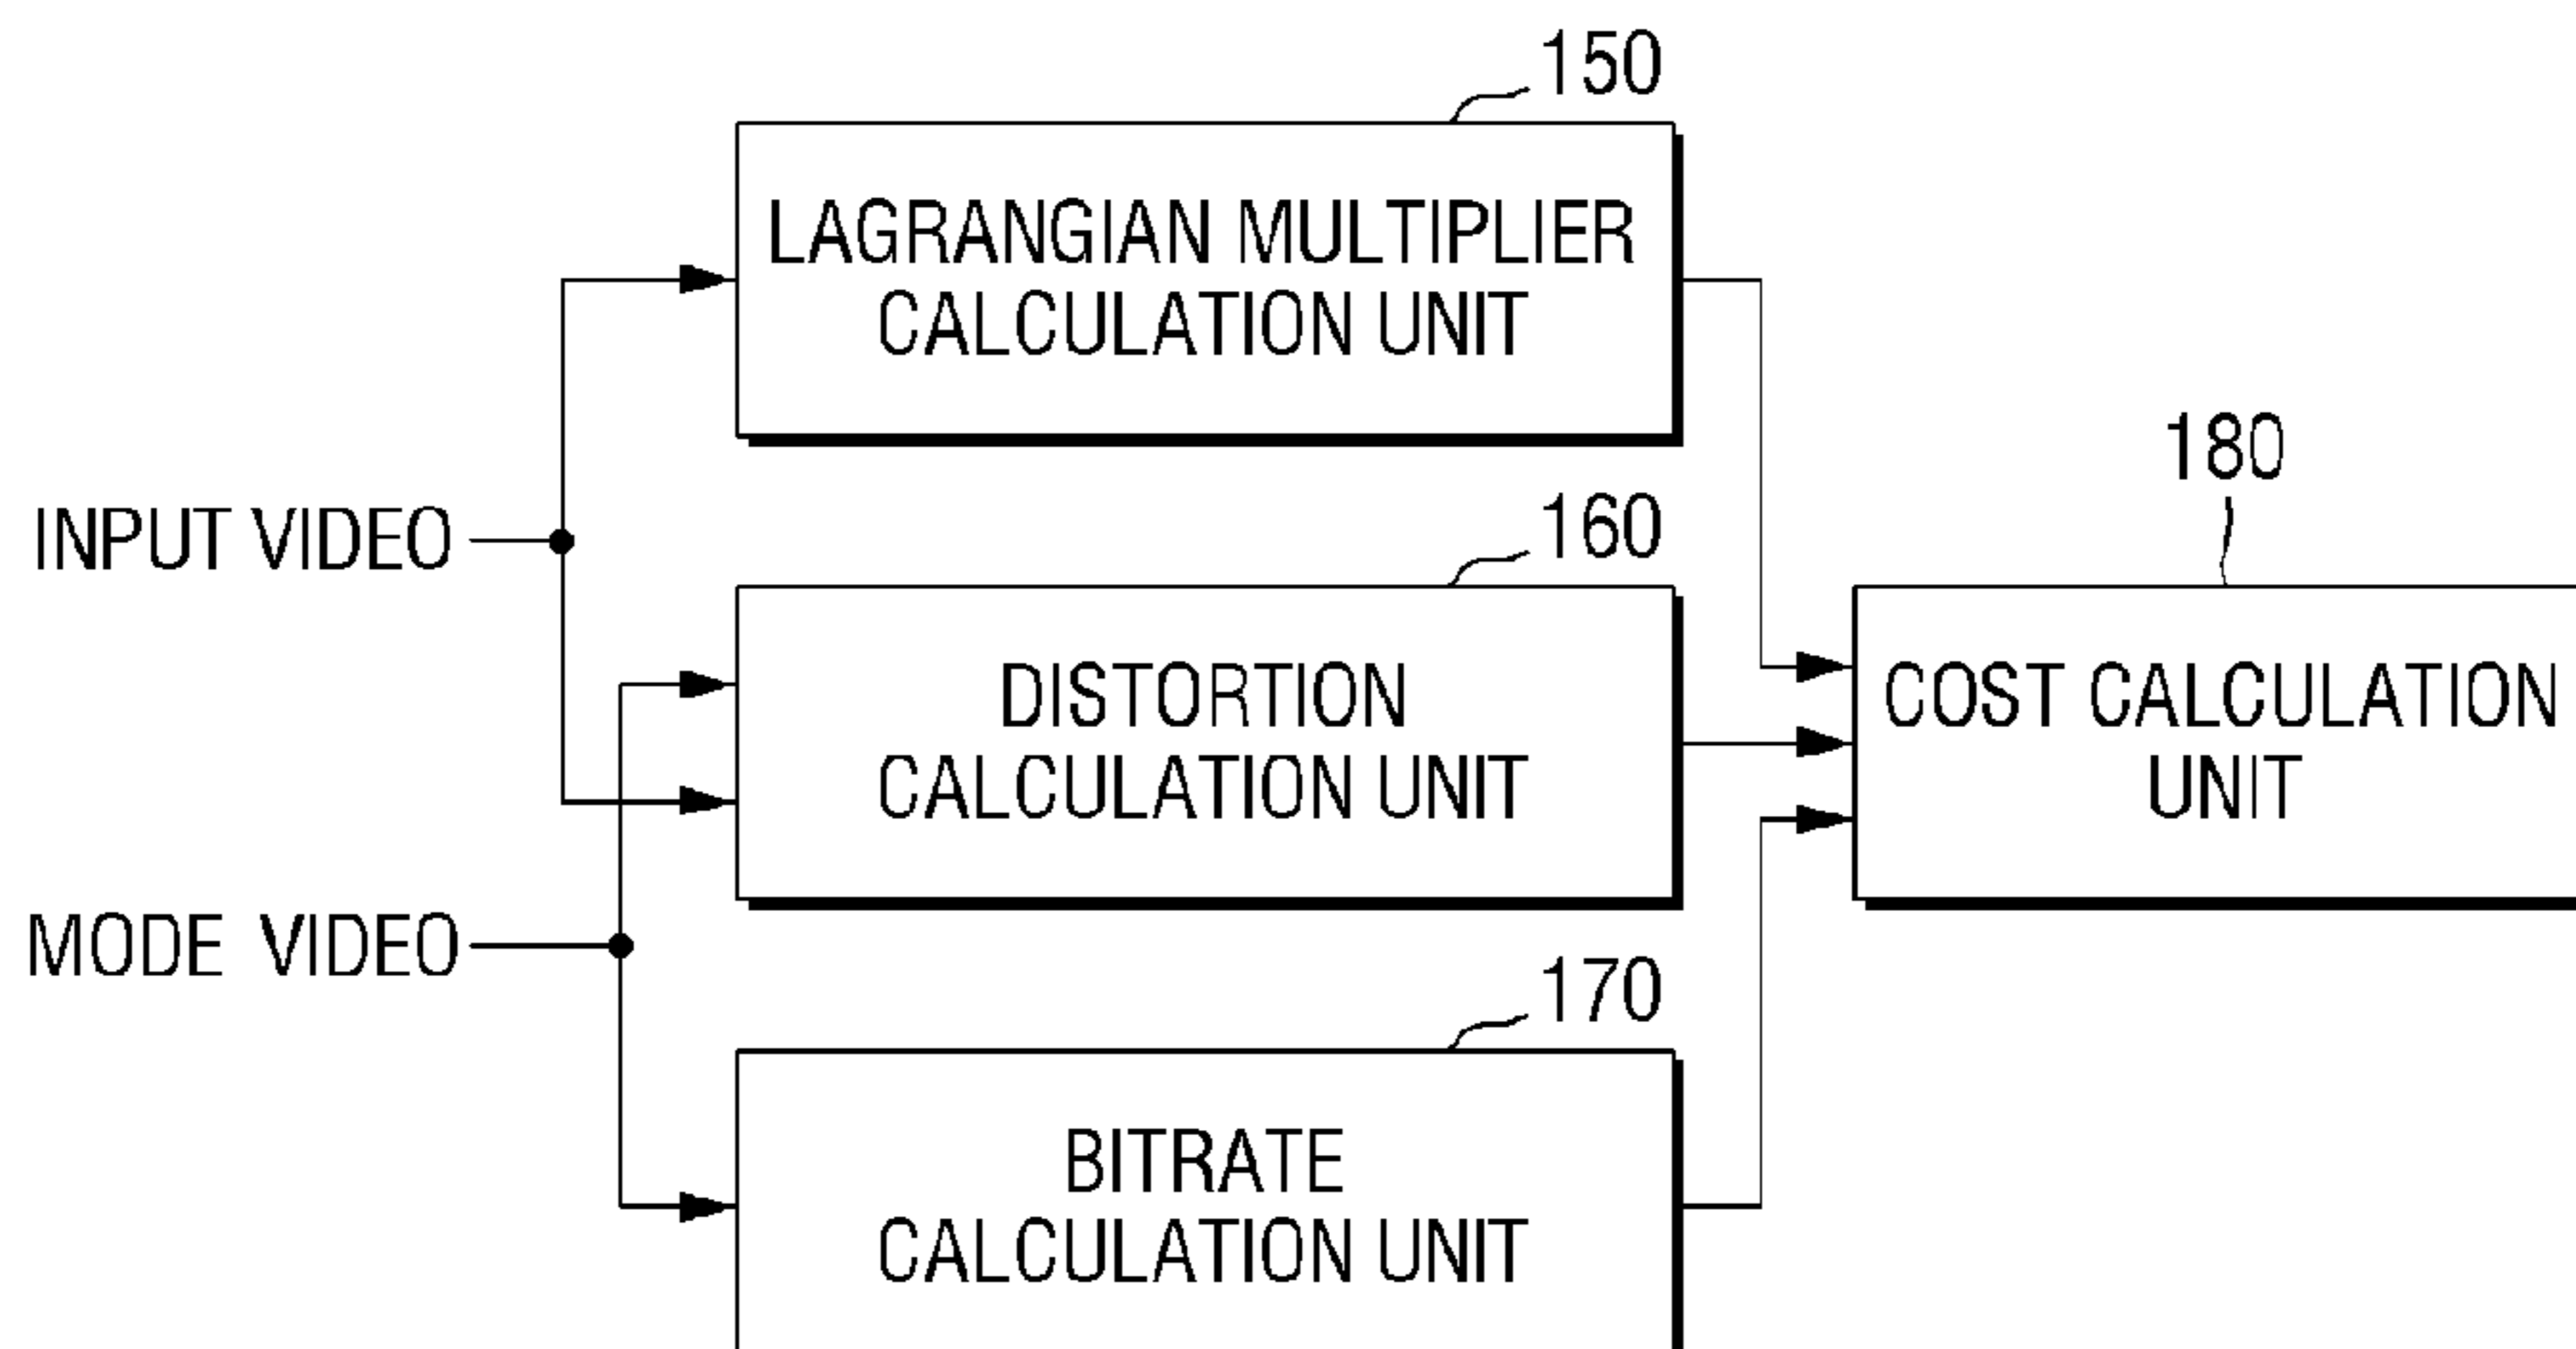 150
LAGRANGIAN MULTIPLIER
CALCULATION UNIT
180
INPUT VIDEO
160
DISTORTION
CALCULATION UNIT
COST CALCULATION
UNIT
MODE VIDEO
170
BITRATE
CALCULATION UNIT